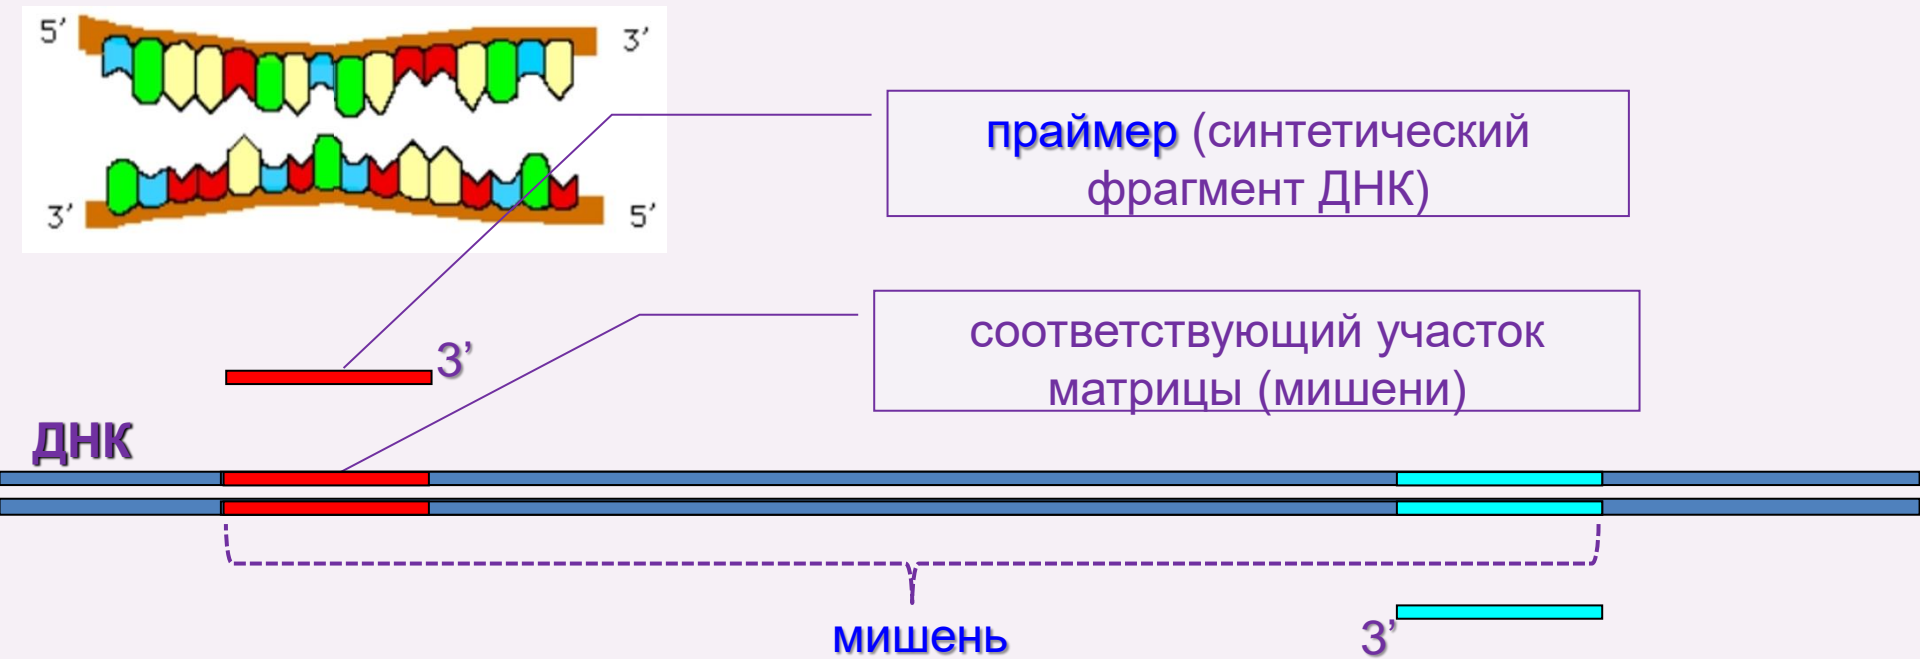 5’
3’
3’
5’
праймер (синтетический
фрагмент ДНК)
соответствующий участок
матрицы (мишени)
3’
ДНК
мишень
3’